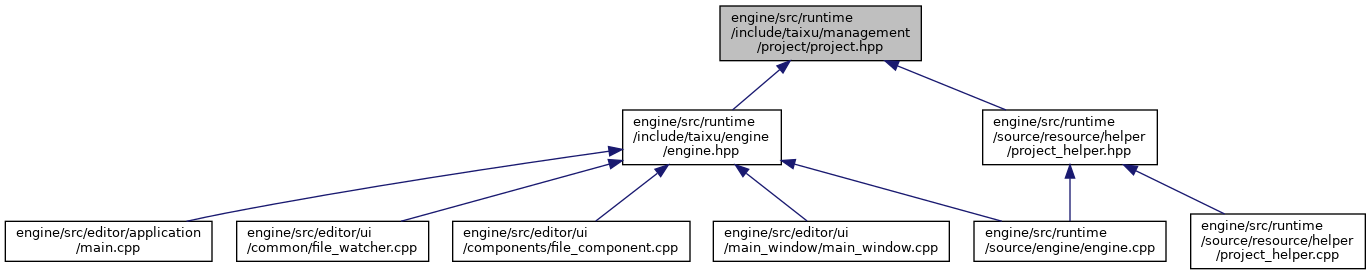 engine/src/runtime
/include/taixu/management
/project/project.hpp
engine/src/runtime
/include/taixu/engine
/engine.hpp
engine/src/runtime
/source/resource/helper
/project_helper.hpp
engine/src/editor/application
/main.cpp
engine/src/editor/ui
/common/file_watcher.cpp
engine/src/editor/ui
/components/file_component.cpp
engine/src/editor/ui
/main_window/main_window.cpp
engine/src/runtime
/source/engine/engine.cpp
engine/src/runtime
/source/resource/helper
/project_helper.cpp